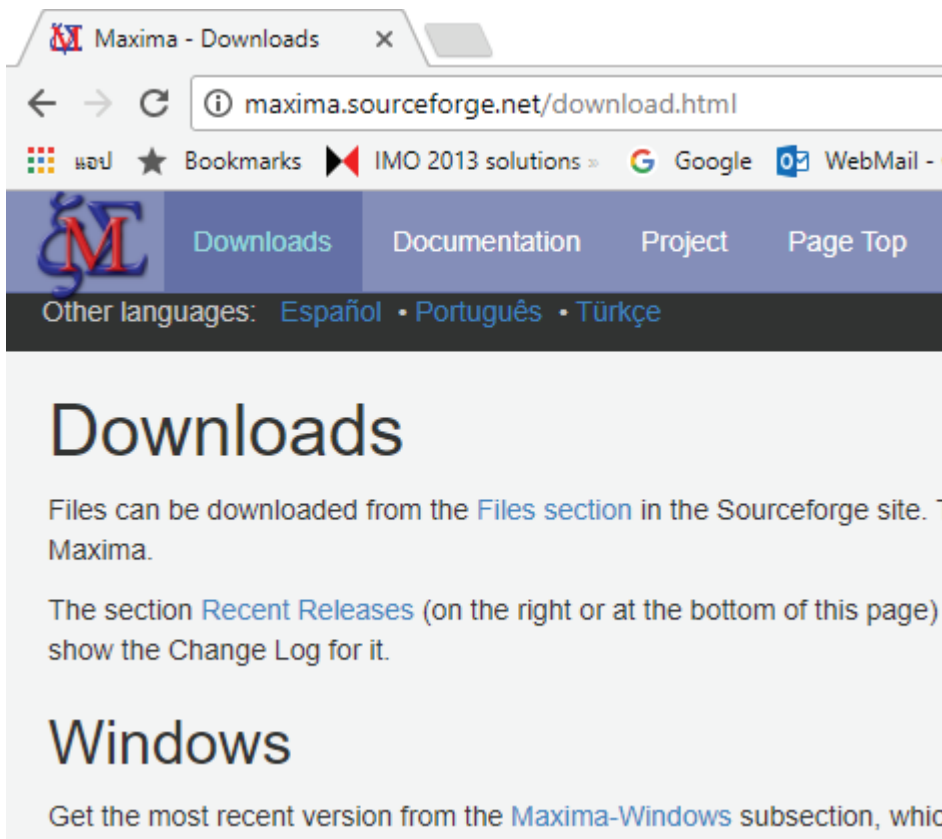 Maxima - Downloads
maxima.sourceforge.net/download.html
แอป Bookmarks IMO 2013 solutions » Google WebMail -
Downloads Documentation Project Page Top
Other languages: Español • Português • Türkçe
Downloads
Files can be downloaded from the Files section in the Sourceforge site.
Maxima.
The section Recent Releases (on the right or at the bottom of this page)
show the Change Log for it.
Windows
Get the most recent version from the Maxima-Windows subsection,